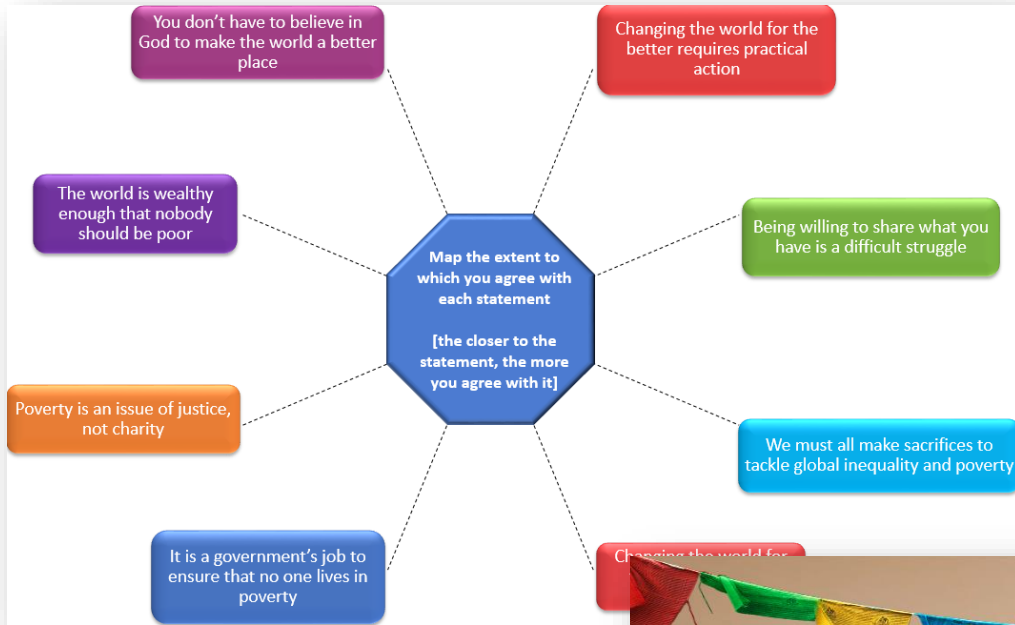 You don't have to believe in
God to make the world a better
place
Changing the world for the
better requires practical
action
The world is wealthy
enough that nobody
should be poor
Being willing to share what you
have is a difficult struggle
Map the extent to
which you agree with
each statement
[the closer to the
statement, the more
you agree with it]
Poverty is an issue of justice,
not charity
We must all make sacrifices to
tackle global inequality and poverty
It is a government's job to
ensure that no one lives in
poverty
Changing the world for